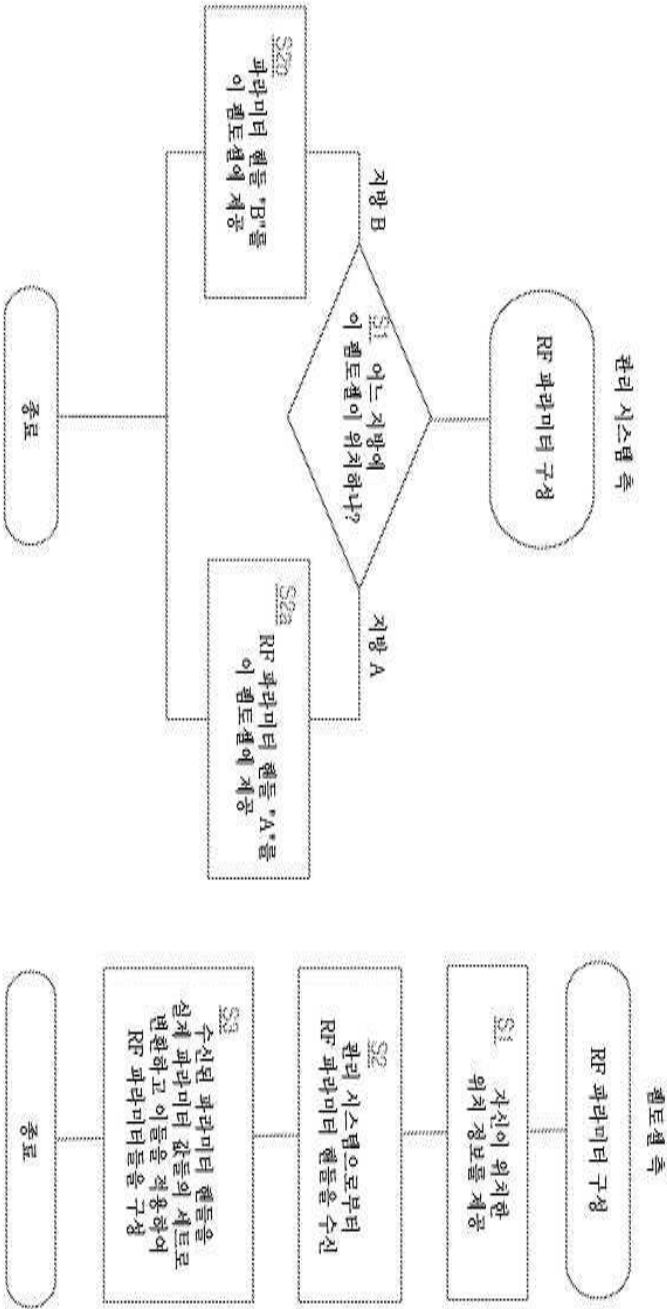 관리 시스템 측
RF 파라미터 구성
S1 어느 지방에
이 펨토셀이 위치하나?
지방 B
지방 A
S2b
파라미터 핸들 "B"를
이 펨토셀에 제공
S2a RF 파라미터 핸들 "A"를
이 펨토셀에 제공
종료
펨토셀 측
RF 파라미터 구성
S1 자신이 위치한
위치 정보를 제공
S2
관리 시스템으로부터
RF 파라미터 핸들을 수신
S3 수신된 파라미터 핸들을
실제 파라미터 값들의 세트로
변환하고 이들을 적용하여
RF 파라미터들을 구성
종료